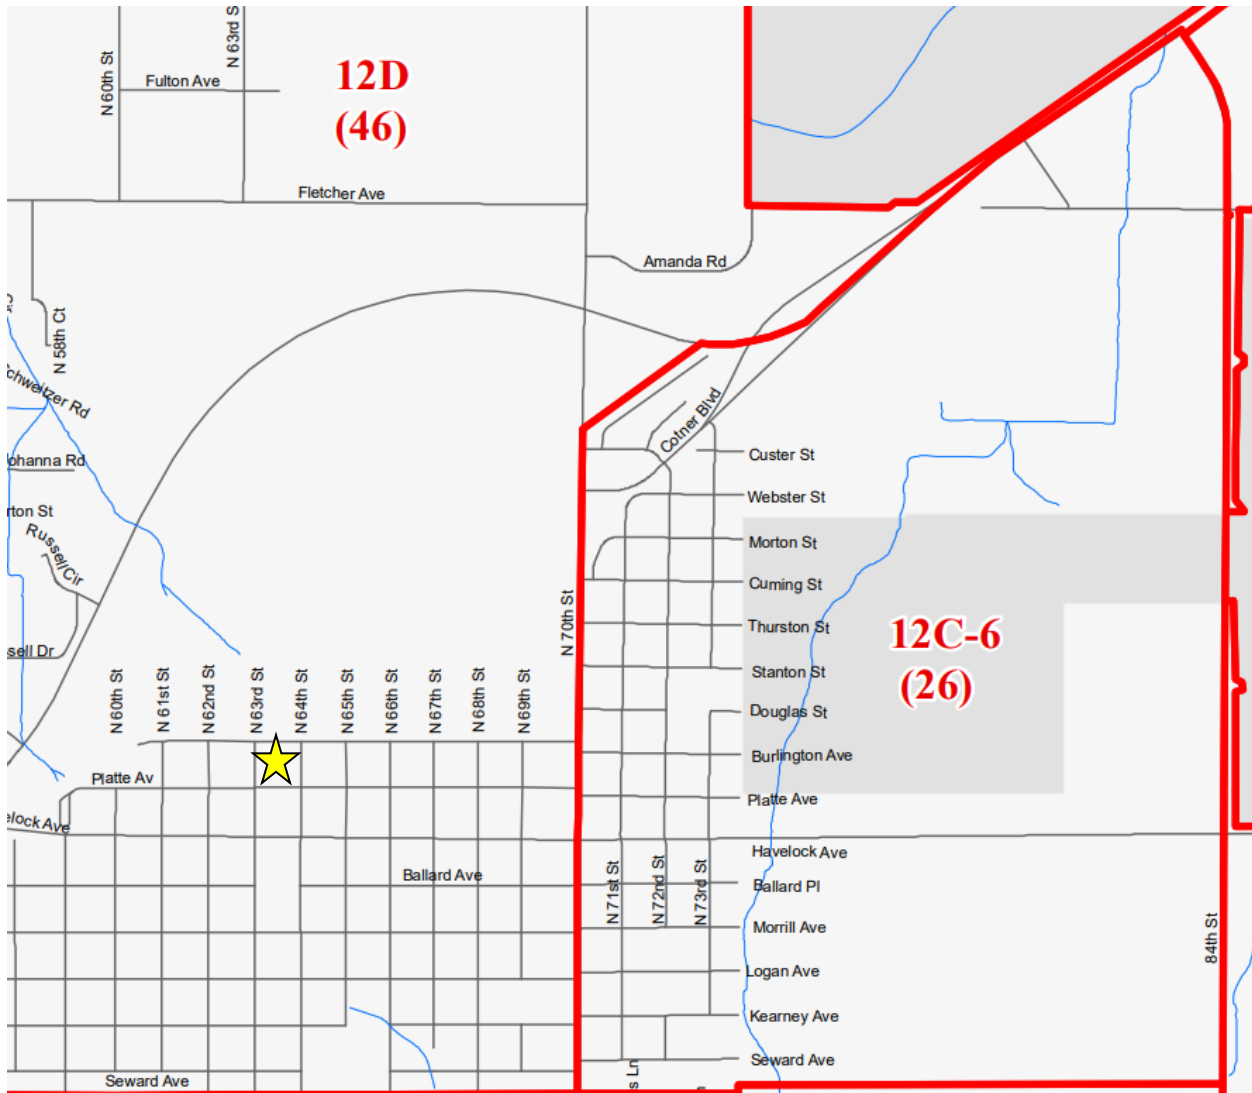 N 60th St
N 63rd S
Fulton Ave
12D
(46)
Fletcher Ave
Amanda Rd
N 58th Ct
chweitzer Rd
Cotner Blvd
ohanna Rd
Custer St
Webster St
rton St
Russell Cir
Morton St
Cuming St
N 70th St
Thurston St
12C-6
(26)
ssell Dr
Stanton St
N 60th St
N 61st St
N 62nd St
N 63rd St
N 64th St
N 65th St
N 66th St
N 67th St
N 68th St
N 69th St
Douglas St
Burlington Ave
Platte Av
Platte Ave
elock Ave
Havelock Ave
Ballard Ave
N 71st St
N 72nd St
N 73rd St
Ballard Pl
Morrill Ave
84th St
Logan Ave
Kearney Ave
Seward Ave
Seward Ave
s Ln